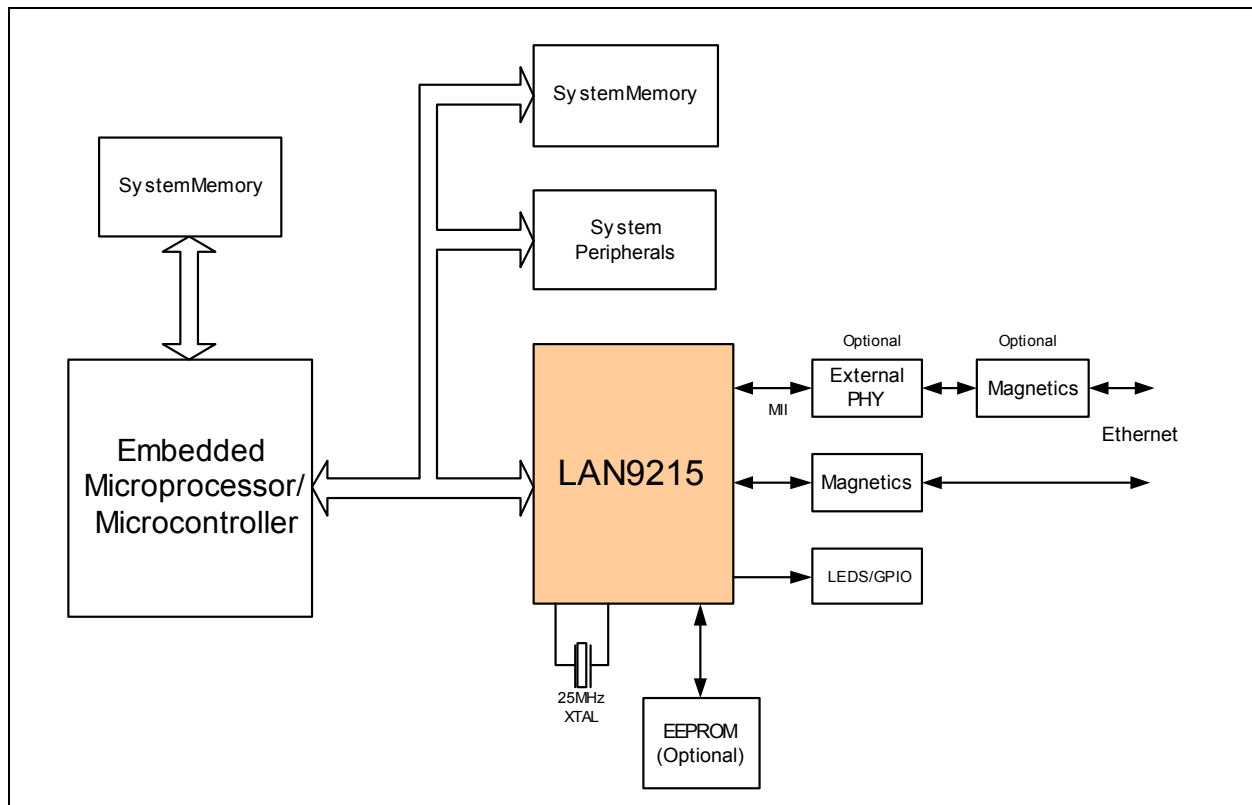 SystemMemory
SystemMemory
System
Peripherals
Embedded
Microprocessor/
Microcontroller
LAN9215
Optional
Optional
External
PHY
Magnetics
MII
Ethernet
Magnetics
LEDS/GPIO
25MHz
XTAL
EEPROM
(Optional)